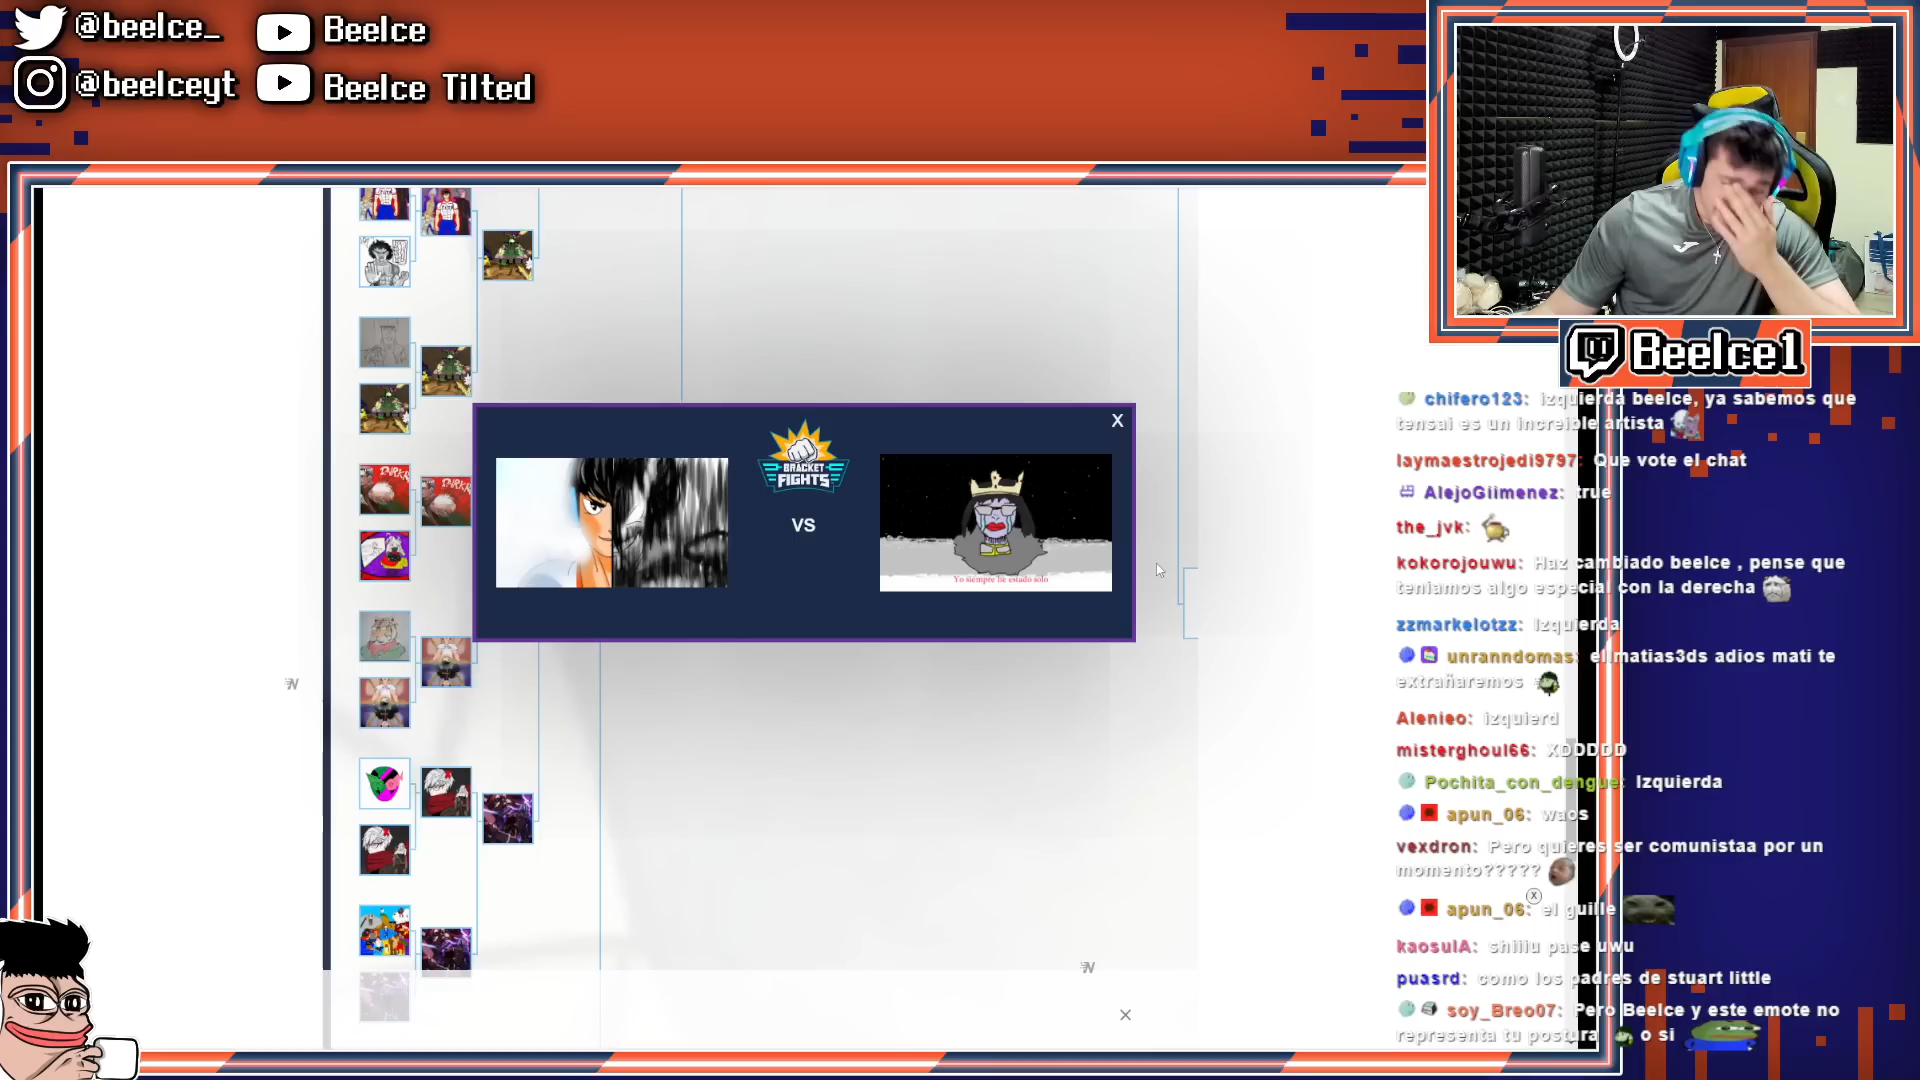 @beelce_
Beelce
@beelceyt
Beelce Tilted
Beelce1
BRACKET
FIGHTS
X
VS
Yo siempre he estado solo
chifero123: izquierda beelce, ya sabemos que
tensai es un increible artista
laymaestrojedi9797: Que vote el chat
AlejoGiimenez: true
the_jvk:
kokorojouwu: Haz cambiado beelce , pense que
teniamos algo especial con la derecha
zzmarkelotzz: Izquierda
unranndomas: el matias3ds adios mati te
extrañaremos
Alenieo: izquierd
misterghoul66: XDDDDD
Pochita_con_dengue: Izquierda
apun_06: waos
vexdron: Pero quieres ser comunistaa por un
momento?????
apun_06: el guille
kaosulA: shiiiu pase uwu
puasrd: como los padres de stuart little
soy_Breo07: Pero Beelce y este emote no
representa tu postura o si